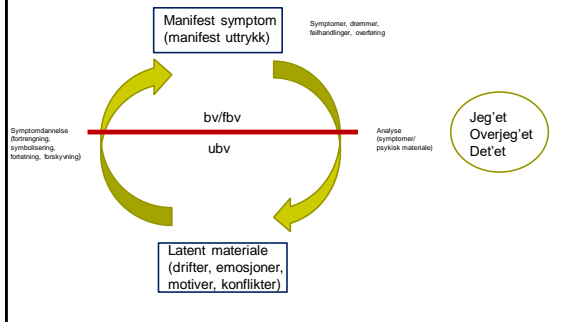 Manifest symptom
(manifest uttrykk)
Symptomer, drømmer,
feilhandlinger, overføring
bv/fbv
ubv
Symptomdannelse
(fortrengning,
symbolisering,
fortetning, forskyvning)
Analyse
(symptomer/
psykisk materiale)
Jeg'et
Overjeg'et
Det'et
Latent materiale
(drifter, emosjoner,
motiver, konflikter)